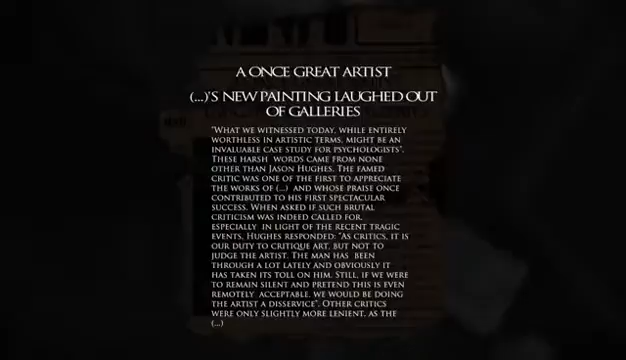 A ONCE GREAT ARTIST
(...)'S NEW PAINTING LAUGHED OUT
OF GALLERIES
"WHAT WE WITNESSED TODAY, WHILE ENTIRELY
WORTHLESS IN ARTISTIC TERMS, MIGHT BE AN
INVALUABLE CASE STUDY FOR PSYCHOLOGISTS".
THESE HARSH WORDS CAME FROM NONE
OTHER THAN JASON HUGHES. THE FAMED
CRITIC WAS ONE OF THE FIRST TO APPRECIATE
THE WORKS OF (...) AND WHOSE PRAISE ONCE
CONTRIBUTED TO HIS FIRST SPECTACULAR
SUCCESS. WHEN ASKED IF SUCH BRUTAL
CRITICISM WAS INDEED CALLED FOR,
ESPECIALLY IN LIGHT OF THE RECENT TRAGIC
EVENTS, HUGHES RESPONDED: "AS CRITICS, IT IS
OUR DUTY TO CRITIQUE ART, BUT NOT TO
JUDGE THE ARTIST. THE MAN HAS BEEN
THROUGH A LOT LATELY AND OBVIOUSLY IT
HAS TAKEN ITS TOLL ON HIM. STILL, IF WE WERE
TO REMAIN SILENT AND PRETEND THIS IS EVEN
REMOTELY ACCEPTABLE, WE WOULD BE DOING
THE ARTIST A DISSERVICE". OTHER CRITICS
WERE ONLY SLIGHTLY MORE LENIENT, AS THE
(...)